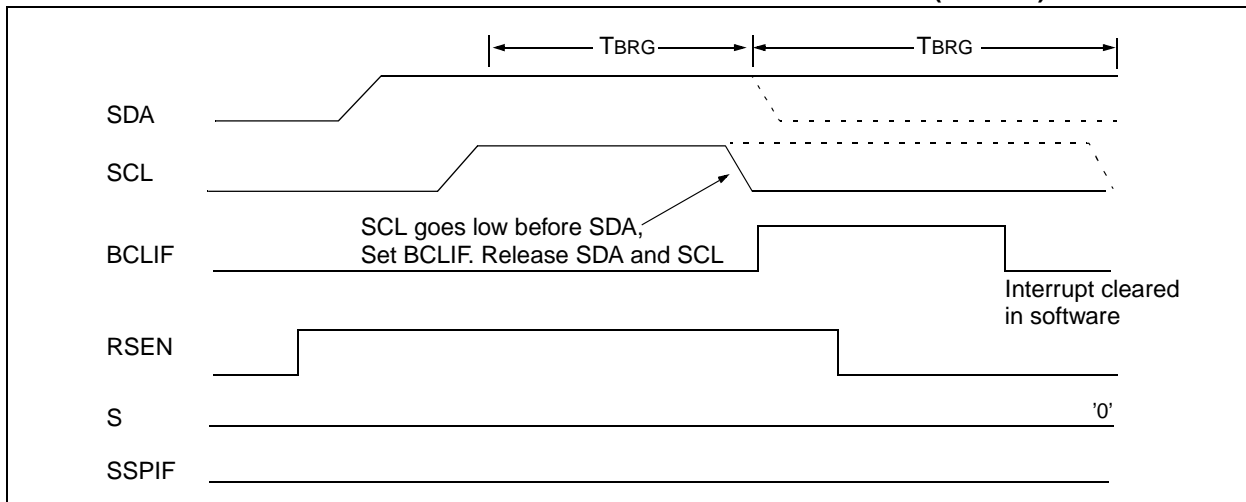 TBRG TBRG
SDA
SCL
SCL goes low before SDA,
Set BCLIF. Release SDA and SCL
BCLIF
Interrupt cleared
in software
RSEN
S '0'
SSPIF